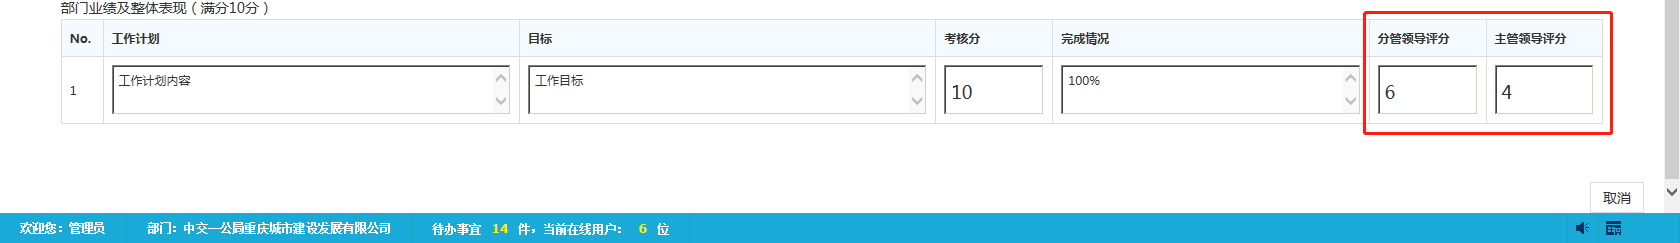 部门业绩及整体表现（满分10分）
No. 工作计划 目标 考核分 完成情况 分管领导评分 主管领导评分
1 工作计划内容 工作目标 10 100% 6 4
取消
欢迎您：管理员 部门：中交一公局重庆城市建设发展有限公司 待办事宜 14 件，当前在线用户： 6 位